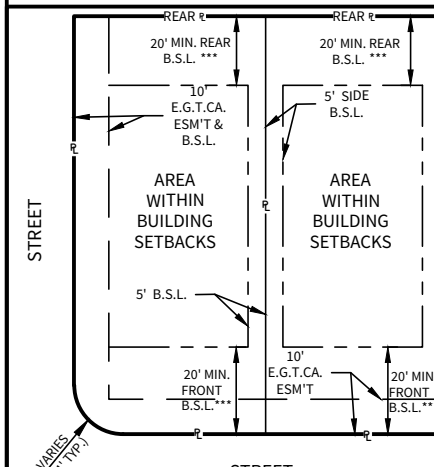 REAR ⅊
REAR ⅊
20' MIN. REAR
B.S.L. ***
20' MIN. REAR
B.S.L. ***
10'
E.G.T.CA.
ESM'T &
B.S.L.
5' SIDE
B.S.L.
⅊
AREA
WITHIN
BUILDING
SETBACKS
AREA
WITHIN
BUILDING
SETBACKS
⅊
STREET
5' B.S.L.
20' MIN.
FRONT
B.S.L.***
10'
E.G.T.CA.
ESM'T
20' MIN
FRONT
B.S.L.**
⅊
⅊
VARIES
TYP.)
STREET